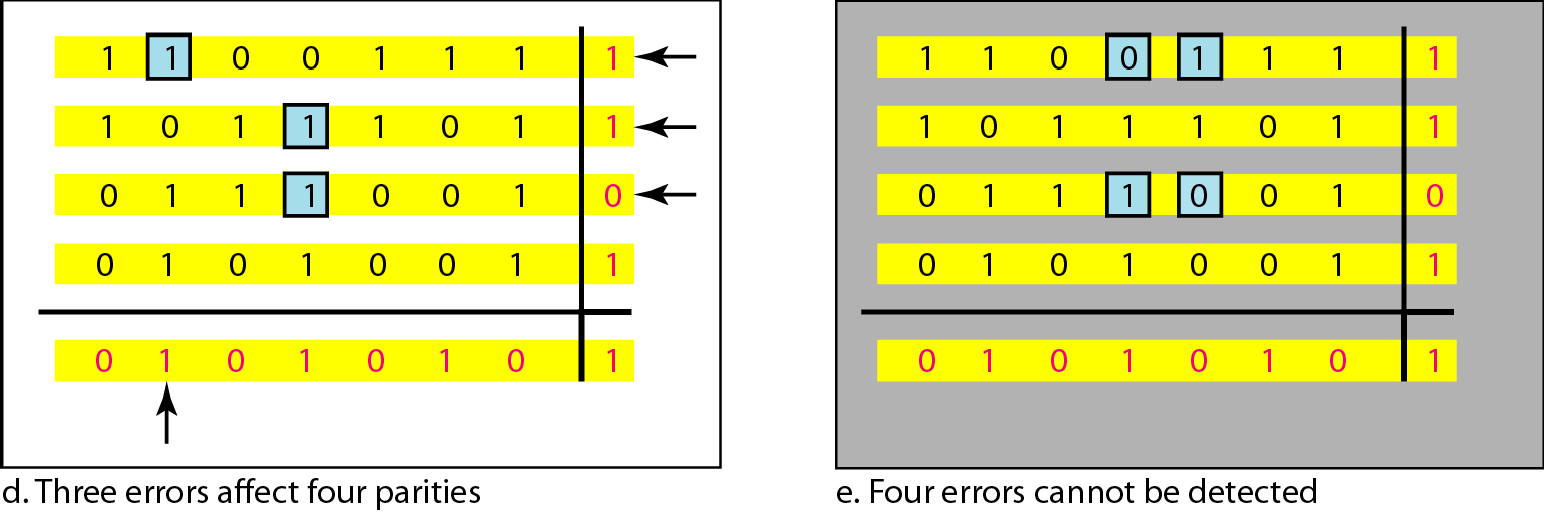 1 1 0 0 1 1 1 1
1 0 1 1 1 0 1 1
0 1 1 1 0 0 1 0
0 1 0 1 0 0 1 1
0 1 0 1 0 1 0 1
d. Three errors affect four parities
1 1 0 0 1 1 1 1
1 0 1 1 1 0 1 1
0 1 1 1 0 0 1 0
0 1 0 1 0 0 1 1
0 1 0 1 0 1 0 1
e. Four errors cannot be detected